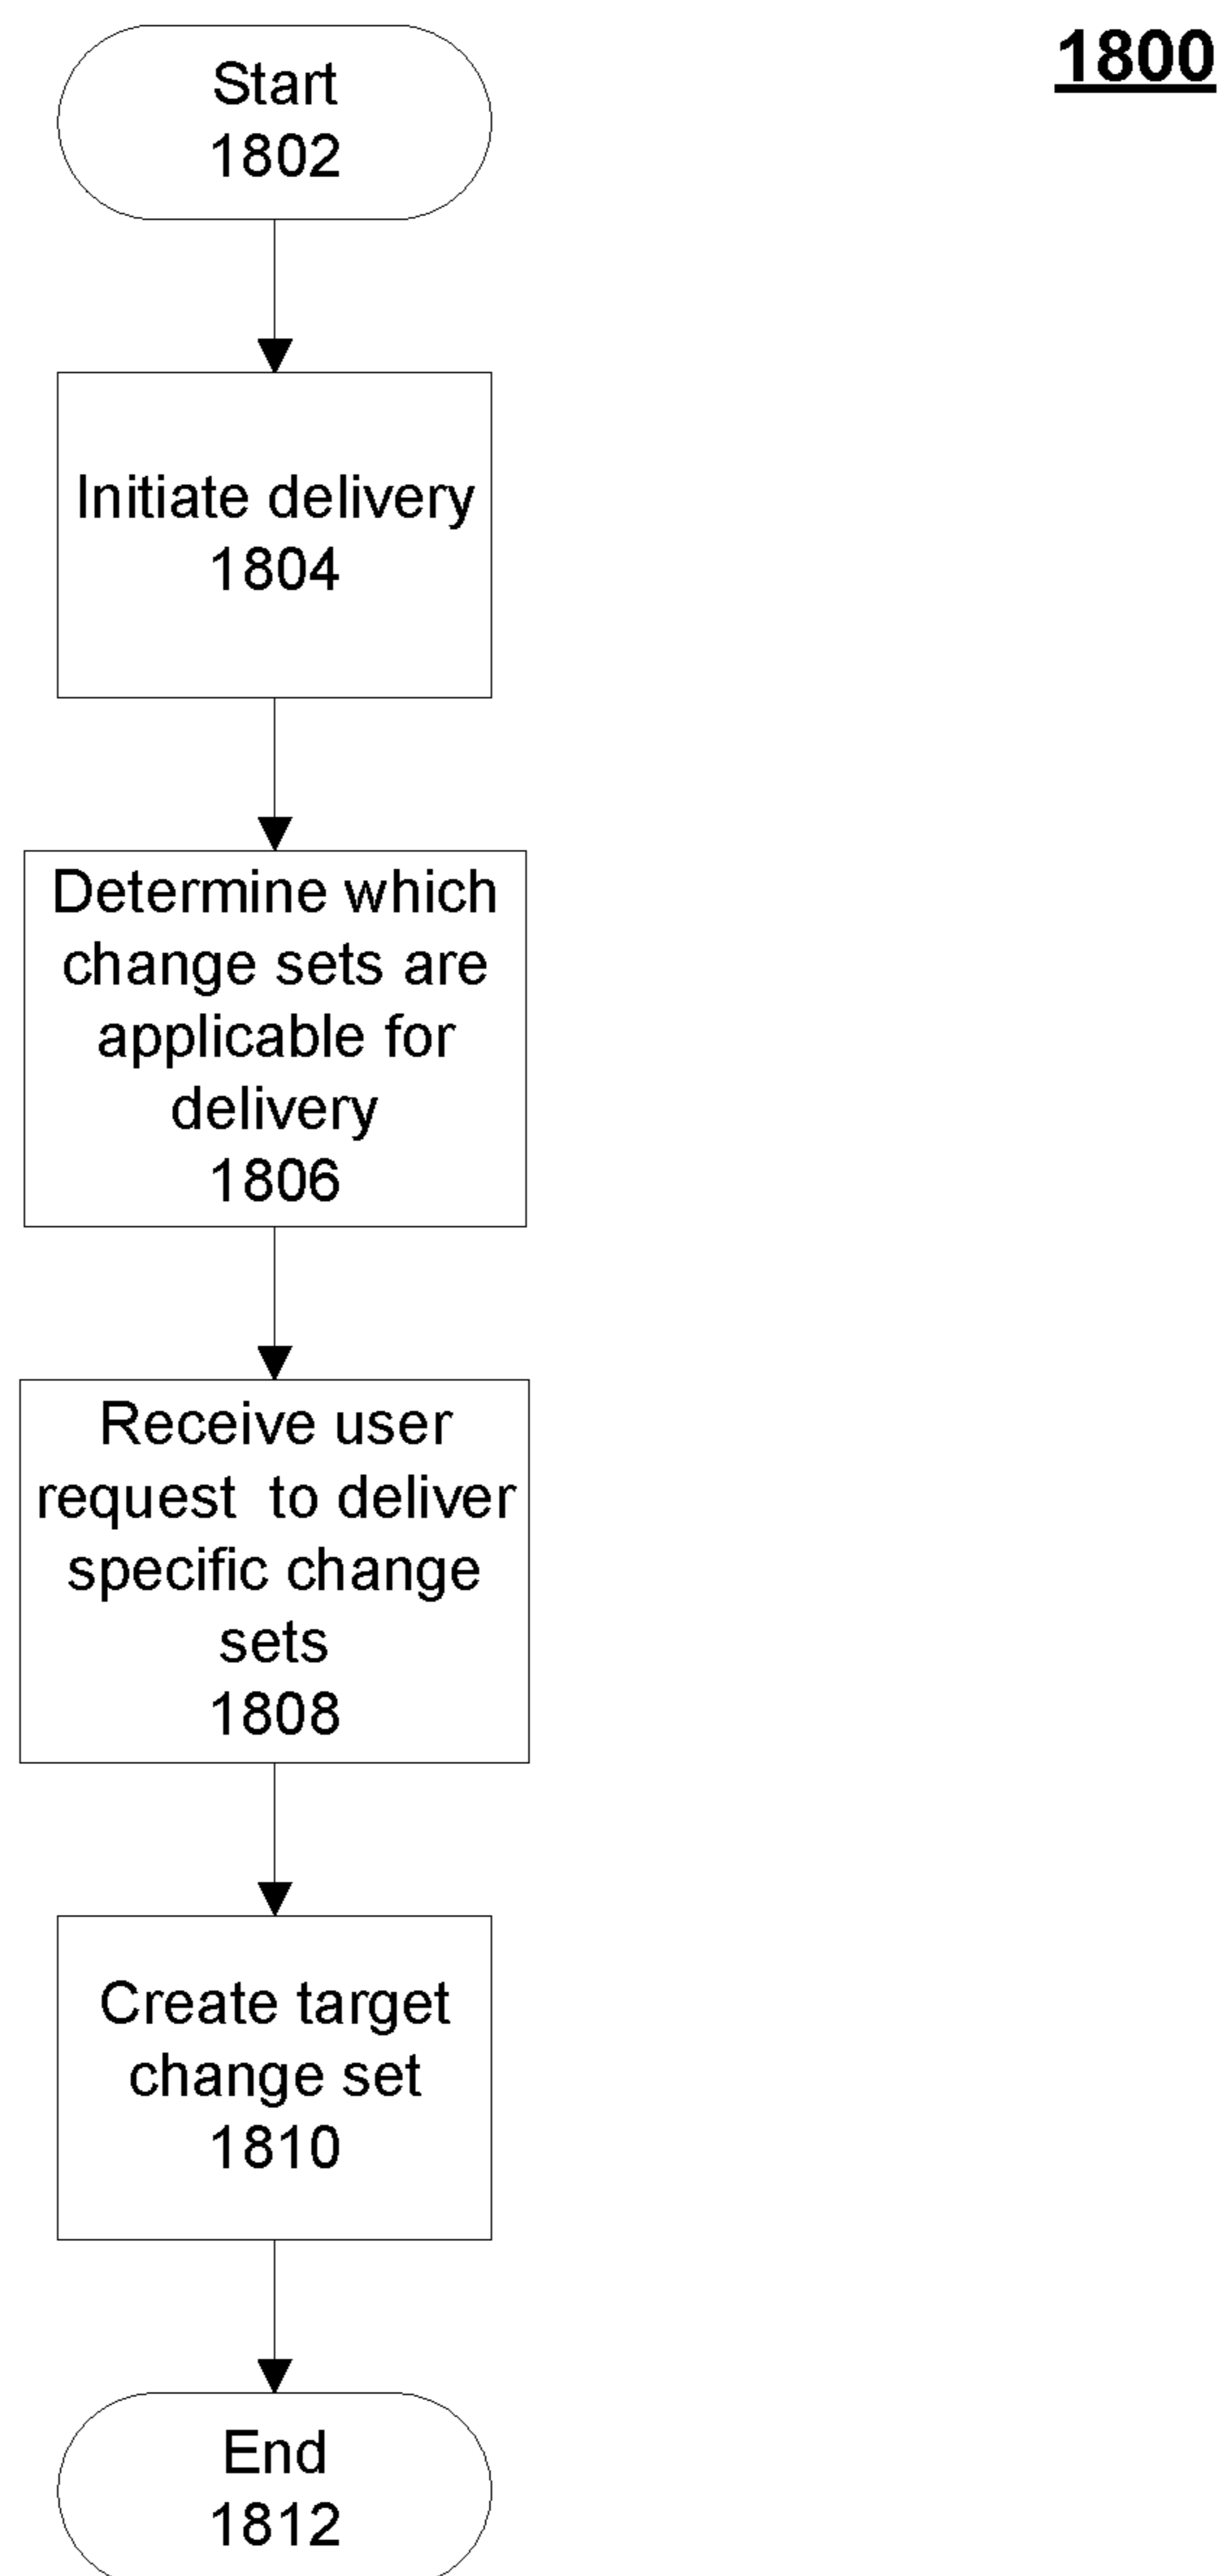 1800
Start
1802
Initiate delivery
1804
Determine which
change sets are
applicable for
delivery
1806
Receive user
request to deliver
specific change
sets
1808
Create target
change set
1810
End
1812